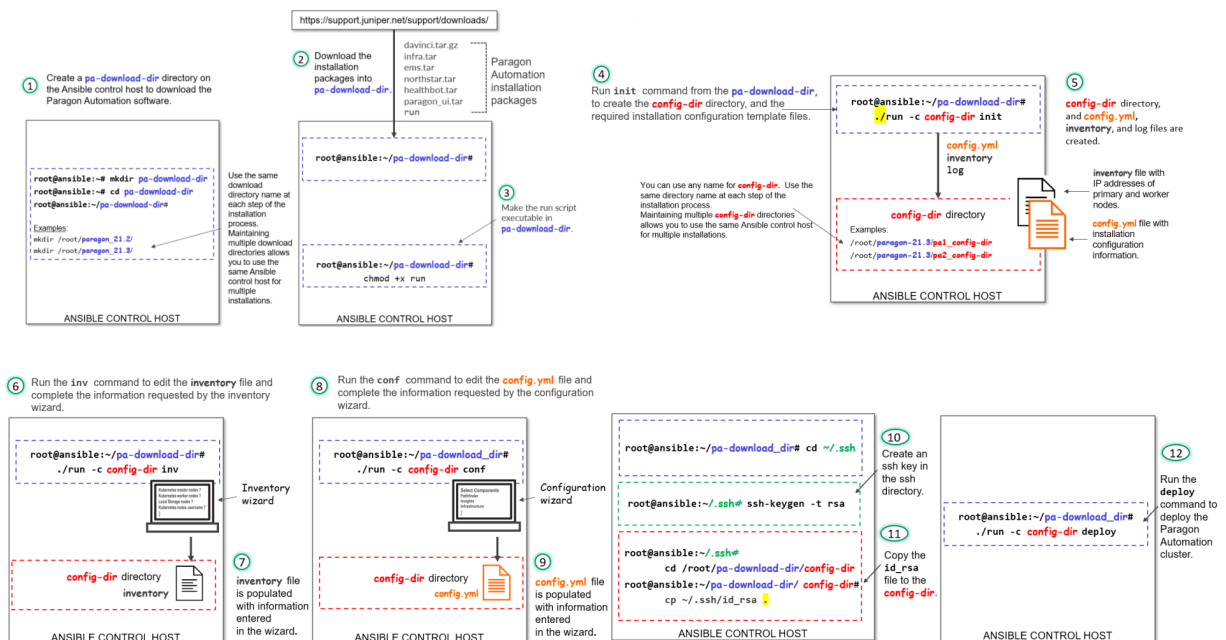 https://support.juniper.net/support/downloads/
1
Create a pa-download-dir directory on
the Ansible control host to download the
Paragon Automation software.
root@ansible:~# mkdir pa-download-dir
root@ansible:~# cd pa-download-dir
root@ansible:~/pa-download-dir#
Examples:
mkdir /root/paragon_21.2/
mkdir /root/paragon_21.3/
ANSIBLE CONTROL HOST
Use the same
download
directory name at
each step of the
installation
process.
Maintaining
multiple download
directories allows
you to use the
same Ansible
control host for
multiple
installations.
2
Download the
installation
packages into
pa-download-dir.
davinci.tar.gz
infra.tar
ems.tar
northstar.tar
healthbot.tar
paragon_ui.tar
run
Paragon
Automation
installation
packages
root@ansible:~/pa-download-dir#
3
Make the run script
executable in
pa-download-dir.
root@ansible:~/pa-download-dir#
chmod +x run
ANSIBLE CONTROL HOST
4
Run init command from the pa-download-dir,
to create the config-dir directory, and the
required installation configuration template files.
root@ansible:~/pa-download-dir#
./run -c config-dir init
config.yml
inventory
log
You can use any name for config-dir. Use the
same directory name at each step of the
installation process.
Maintaining multiple config-dir directories
allows you to use the same Ansible control host
for multiple installations.
config-dir directory
Examples:
/root/paragon-21.3/pa1_config-dir
/root/paragon-21.3/pa2_config-dir
ANSIBLE CONTROL HOST
5
config-dir directory,
and config.yml,
inventory, and log files are
created.
inventory file with
IP addresses of
primary and worker
nodes.
config.yml file with
installation
configuration
information.
6
Run the inv command to edit the inventory file and
complete the information requested by the inventory
wizard.
root@ansible:~/pa-download-dir#
./run -c config-dir inv
Kubernetes master nodes ?
Kubernetes worker nodes ?
Local Storage nodes ?
Kubernetes nodes username ?
Inventory
wizard
config-dir directory
inventory
7
inventory file
is populated
with information
entered
in the wizard.
ANSIBLE CONTROL HOST
8
Run the conf command to edit the config.yml file and
complete the information requested by the configuration
wizard.
root@ansible:~/pa-download_dir#
./run -c config-dir conf
Select Components
Pathfinder
Insights
Infrastructure
Configuration
wizard
config-dir directory
config.yml
9
config.yml file
is populated
with information
entered
in the wizard.
ANSIBLE CONTROL HOST
root@ansible:~/pa-download_dir# cd ~/.ssh
10
Create an
ssh key in
the ssh
directory.
root@ansible:~/.ssh# ssh-keygen -t rsa
root@ansible:~/.ssh#
cd /root/pa-download-dir/config-dir
root@ansible:~/pa-download-dir/ config-dir#
cp ~/.ssh/id_rsa .
11
Copy the
id_rsa
file to the
config-dir.
ANSIBLE CONTROL HOST
root@ansible:~/pa-download_dir#
./run -c config-dir deploy
12
Run the
deploy
command to
deploy the
Paragon
Automation
cluster.
ANSIBLE CONTROL HOST